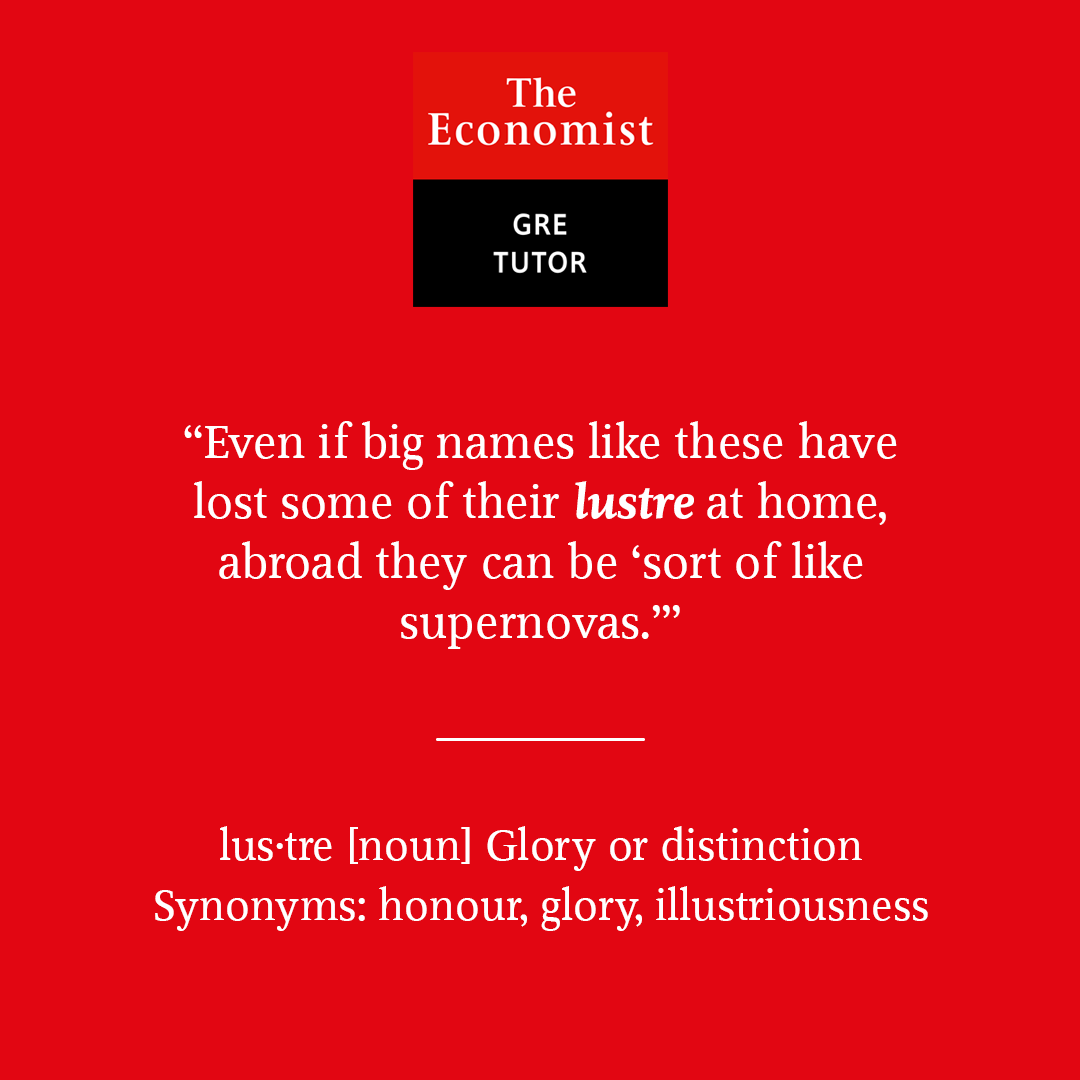 The
Economist
GRE
TUTOR
“Even if big names like these have
lost some of their lustre at home,
abroad they can be ‘sort of like
supernovas.’”
lus·tre [noun] Glory or distinction
Synonyms: honour, glory, illustriousness